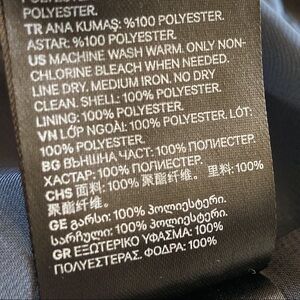 POLYESTER.
TR ANA KUMAŞ: %100 POLYESTER.
ASTAR: %100 POLYESTER.
US MACHINE WASH WARM. ONLY NON-
CHLORINE BLEACH WHEN NEEDED.
LINE DRY. MEDIUM IRON. NO DRY
CLEAN. SHELL: 100% POLYESTER.
LINING: 100% POLYESTER.
VN LỚP NGOÀI: 100% POLYESTER. LÓT:
100% POLYESTER.
BG ВЪНШНА ЧАСТ: 100% ПОЛИЕСТЕР.
ХАСТАР: 100% ПОЛИЕСТЕР.
CHS 面料: 100% 聚酯纤维。 里料: 100%
聚酯纤维。
GE გარსი: 100% პოლიესტერი.
სარჩული: 100% პოლიესტერი.
GR ΕΞΩΤΕΡΙΚΟ ΥΦΑΣΜΑ: 100%
ΠΟΛΥΕΣΤΕΡΑΣ. ΦΟΔΡΑ: 100%